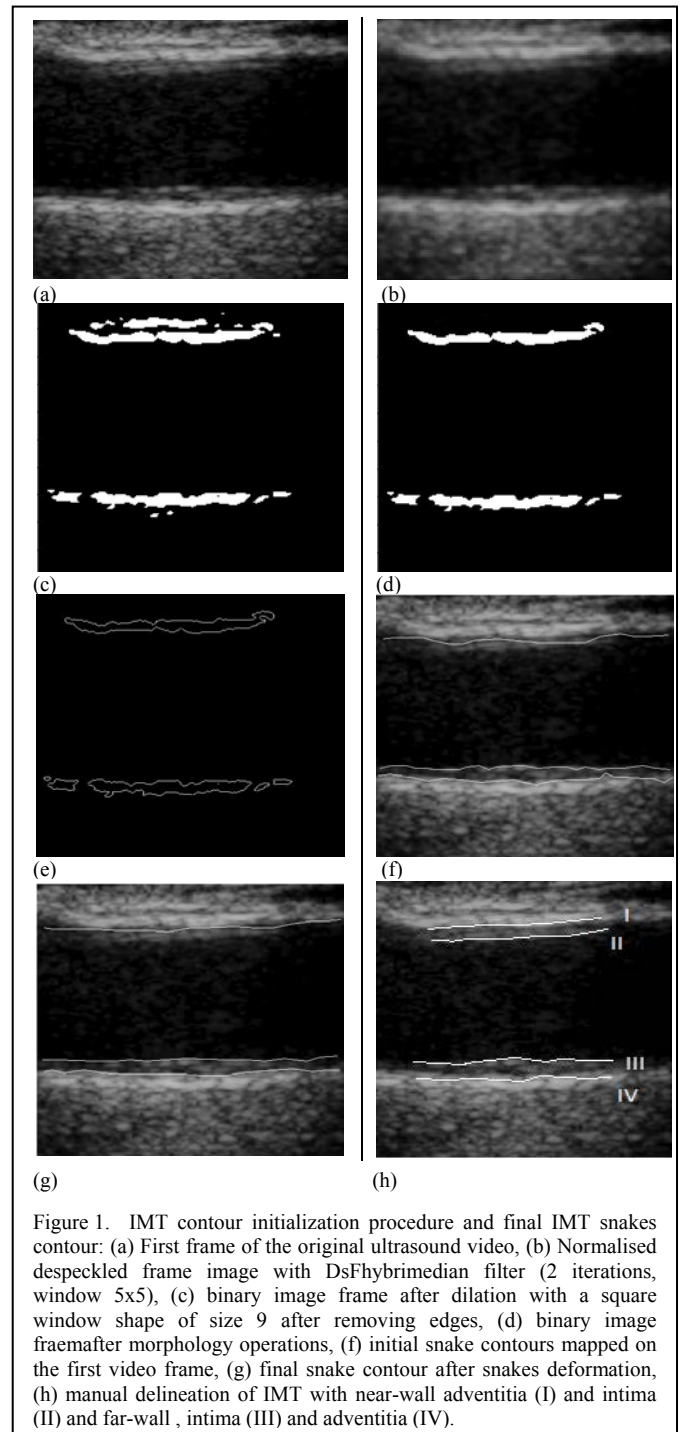 (a) (b)
(c) (d)
(e) (f)
I
II
III
IV
(g) (h)
Figure 1. IMT contour initialization procedure and final IMT snakes
contour: (a) First frame of the original ultrasound video, (b) Normalised
despeckled frame image with DsFhybrimedian filter (2 iterations,
window 5x5), (c) binary image frame after dilation with a square
window shape of size 9 after removing edges, (d) binary image
fraemafter morphology operations, (f) initial snake contours mapped on
the first video frame, (g) final snake contour after snakes deformation,
(h) manual delineation of IMT with near-wall adventitia (I) and intima
(II) and far-wall , intima (III) and adventitia (IV).